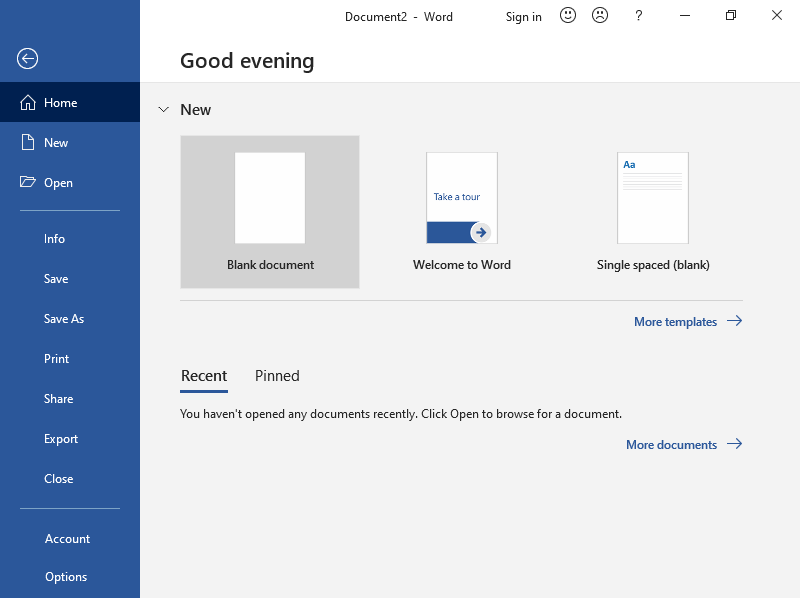 Document2 - Word
Sign in
?
Good evening
Home
New
Open
Info
Save
Save As
Print
Share
Export
Close
Account
Options
New
Blank document
Take a tour
Welcome to Word
Aa
Single spaced (blank)
More templates
Recent
Pinned
You haven't opened any documents recently. Click Open to browse for a document.
More documents